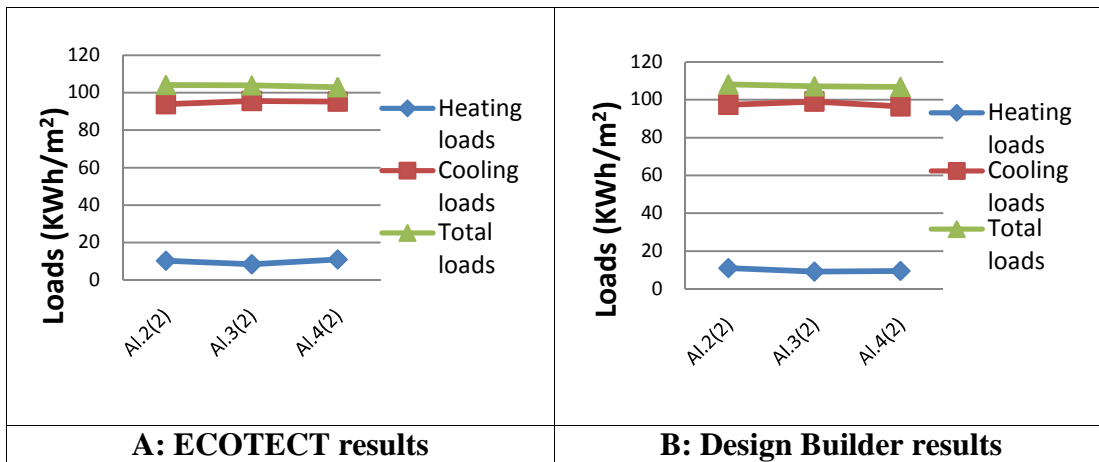 Loads (KWh/m²)
120
100
80
60
40
20
0
Al.2(2)
Al.3(2)
Al.4(2)
Heating
loads
Cooling
loads
Total
loads
A: ECOTECT results
Loads (KWh/m²)
120
100
80
60
40
20
0
Al.2(2)
Al.3(2)
Al.4(2)
Heating
loads
Cooling
loads
Total
loads
B: Design Builder results